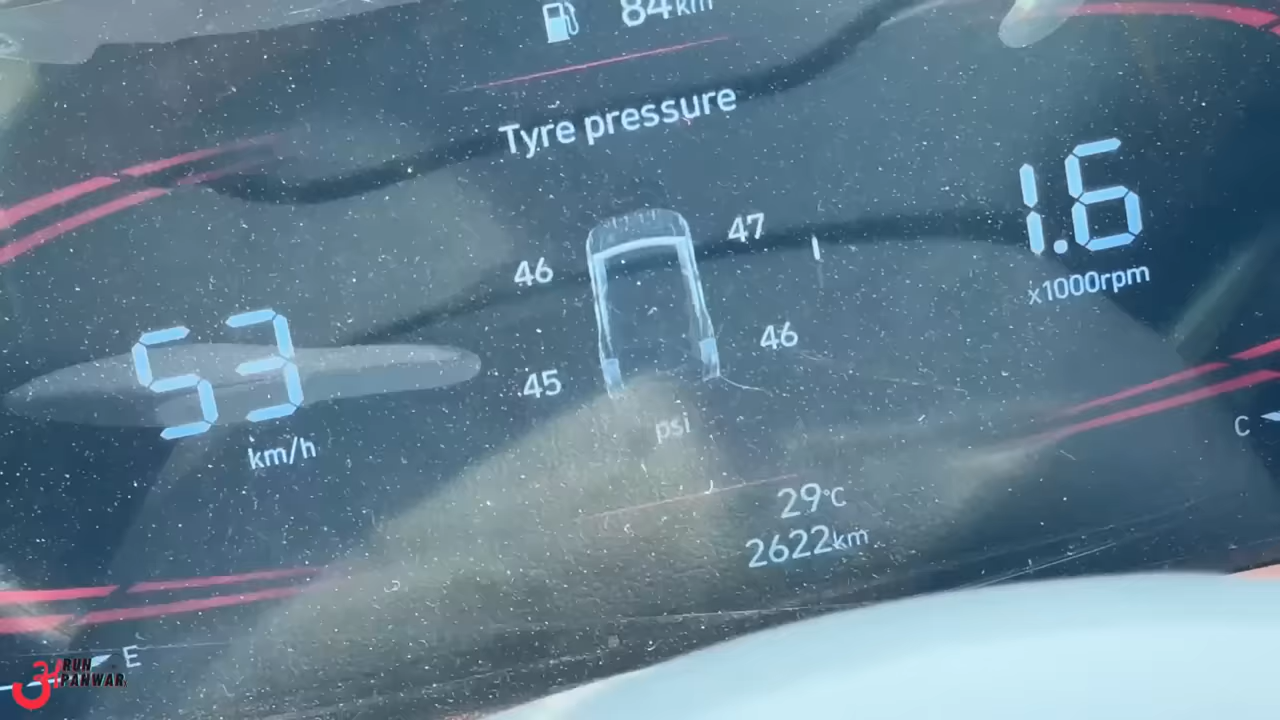 84km
Tyre pressure
46 47
45 46
psi
53
km/h
1.6
x1000rpm
29°C
2622km
C
E
RUN
PANWAR